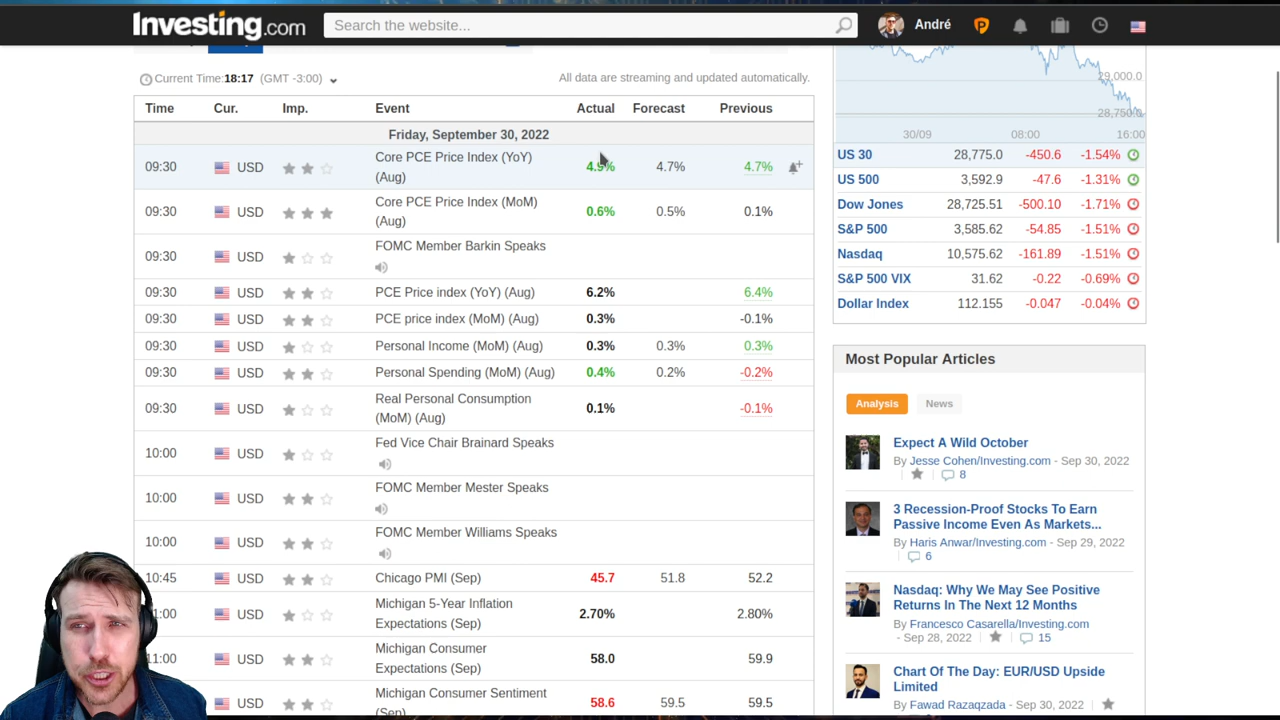 Investing.com
Search the website...
André
Current Time:18:17 (GMT -3:00)
All data are streaming and updated automatically.
Time Cur. Imp. Event Actual Forecast Previous
Friday, September 30, 2022
09:30 USD Core PCE Price Index (YoY) (Aug) 4.9% 4.7% 4.7%
09:30 USD Core PCE Price Index (MoM) (Aug) 0.6% 0.5% 0.1%
09:30 USD FOMC Member Barkin Speaks
09:30 USD PCE Price index (YoY) (Aug) 6.2% 6.4%
09:30 USD PCE price index (MoM) (Aug) 0.3% -0.1%
09:30 USD Personal Income (MoM) (Aug) 0.3% 0.3% 0.3%
09:30 USD Personal Spending (MoM) (Aug) 0.4% 0.2% -0.2%
09:30 USD Real Personal Consumption (MoM) (Aug) 0.1% -0.1%
10:00 USD Fed Vice Chair Brainard Speaks
10:00 USD FOMC Member Mester Speaks
10:00 USD FOMC Member Williams Speaks
10:45 USD Chicago PMI (Sep) 45.7 51.8 52.2
:00 USD Michigan 5-Year Inflation Expectations (Sep) 2.70% 2.80%
:00 USD Michigan Consumer Expectations (Sep) 58.0 59.9
USD Michigan Consumer Sentiment (Sep) 58.6 59.5 59.5
29,000.0
28,750.0
30/09 08:00 16:00
US 30 28,775.0 -450.6 -1.54%
US 500 3,592.9 -47.6 -1.31%
Dow Jones 28,725.51 -500.10 -1.71%
S&P 500 3,585.62 -54.85 -1.51%
Nasdaq 10,575.62 -161.89 -1.51%
S&P 500 VIX 31.62 -0.22 -0.69%
Dollar Index 112.155 -0.047 -0.04%
Most Popular Articles
Analysis News
Expect A Wild October
By Jesse Cohen/Investing.com - Sep 30, 2022
8
3 Recession-Proof Stocks To Earn
Passive Income Even As Markets...
By Haris Anwar/Investing.com - Sep 29, 2022
6
Nasdaq: Why We May See Positive
Returns In The Next 12 Months
By Francesco Casarella/Investing.com
- Sep 28, 2022 15
Chart Of The Day: EUR/USD Upside
Limited
By Fawad Razaqzada - Sep 30, 2022